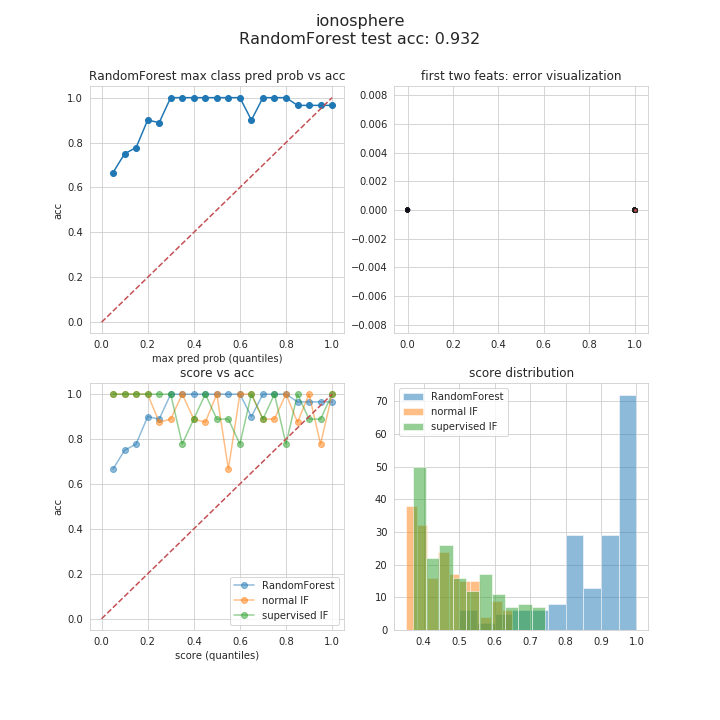 ionosphere
RandomForest test acc: 0.932
RandomForest max class pred prob vs acc
1.0
0.8
0.6
0.4
0.2
0.0
acc
0.0 0.2 0.4 0.6 0.8 1.0
max pred prob (quantiles)
first two feats: error visualization
0.008
0.006
0.004
0.002
0.000
−0.002
−0.004
−0.006
−0.008
0.0 0.2 0.4 0.6 0.8 1.0
score vs acc
1.0
0.8
0.6
0.4
0.2
0.0
acc
RandomForest
normal IF
supervised IF
0.0 0.2 0.4 0.6 0.8 1.0
score (quantiles)
score distribution
RandomForest
normal IF
supervised IF
70
60
50
40
30
20
10
0
0.4 0.5 0.6 0.7 0.8 0.9 1.0